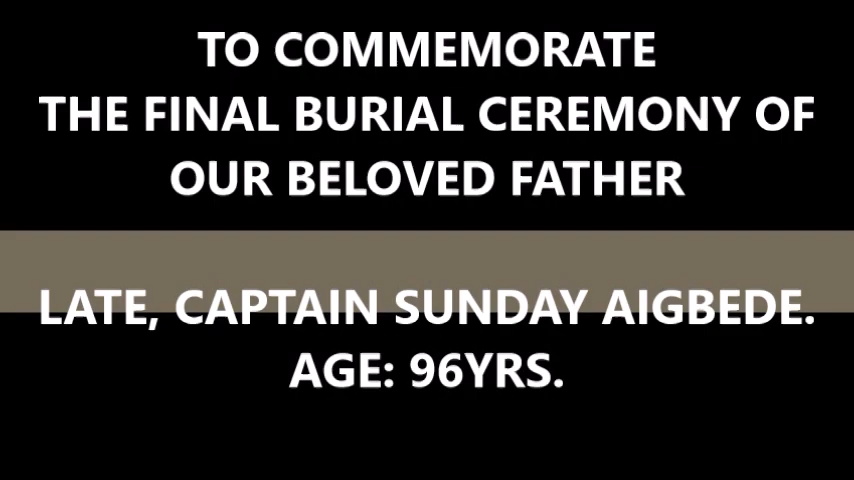 TO COMMEMORATE
THE FINAL BURIAL CEREMONY OF
OUR BELOVED FATHER
LATE, CAPTAIN SUNDAY AIGBEDE.
AGE: 96YRS.